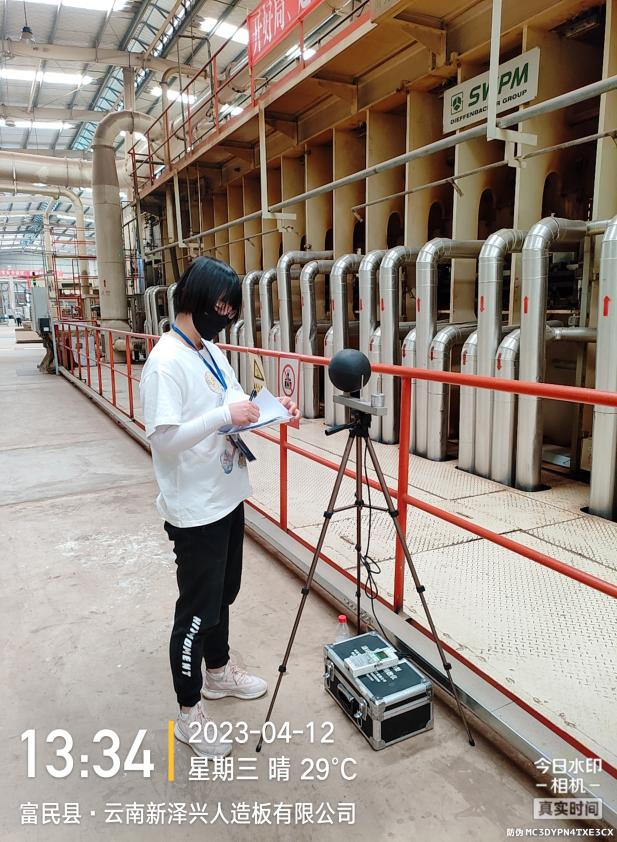 SWPM
DIEFFENBACHER GROUP
NMOMENT
13:34
2023-04-12
星期三 晴 29°C
富民县·云南新泽兴人造板有限公司
今日水印
-相机-
真实时间
防伪 MC3DYPN4TXE3CX